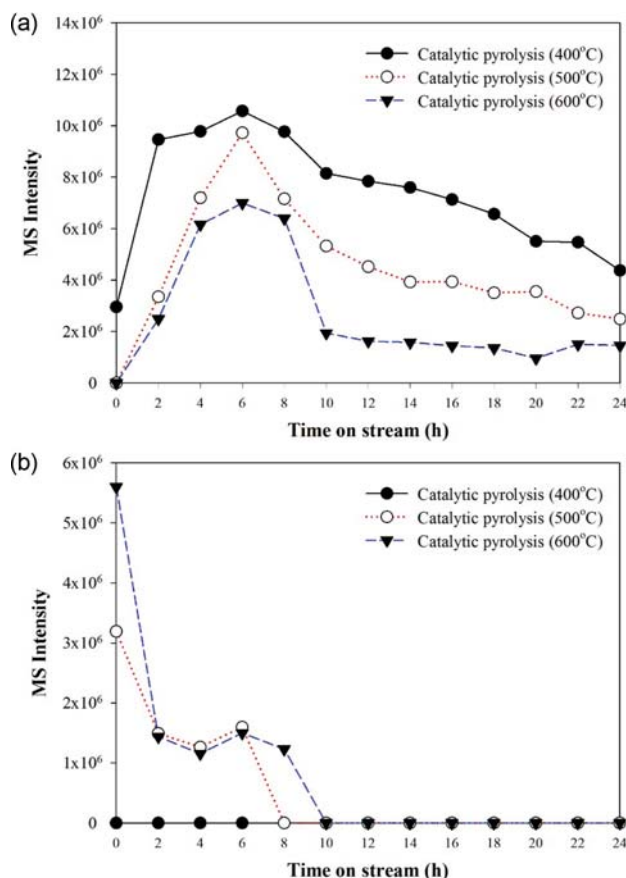 (a)
14x10⁶
12x10⁶
10x10⁶
8x10⁶
6x10⁶
4x10⁶
2x10⁶
0
MS Intensity
Catalytic pyrolysis (400°C)
Catalytic pyrolysis (500°C)
Catalytic pyrolysis (600°C)
0 2 4 6 8 10 12 14 16 18 20 22 24
Time on stream (h)
(b)
6x10⁶
5x10⁶
4x10⁶
3x10⁶
2x10⁶
1x10⁶
0
MS Intensity
Catalytic pyrolysis (400°C)
Catalytic pyrolysis (500°C)
Catalytic pyrolysis (600°C)
0 2 4 6 8 10 12 14 16 18 20 22 24
Time on stream (h)